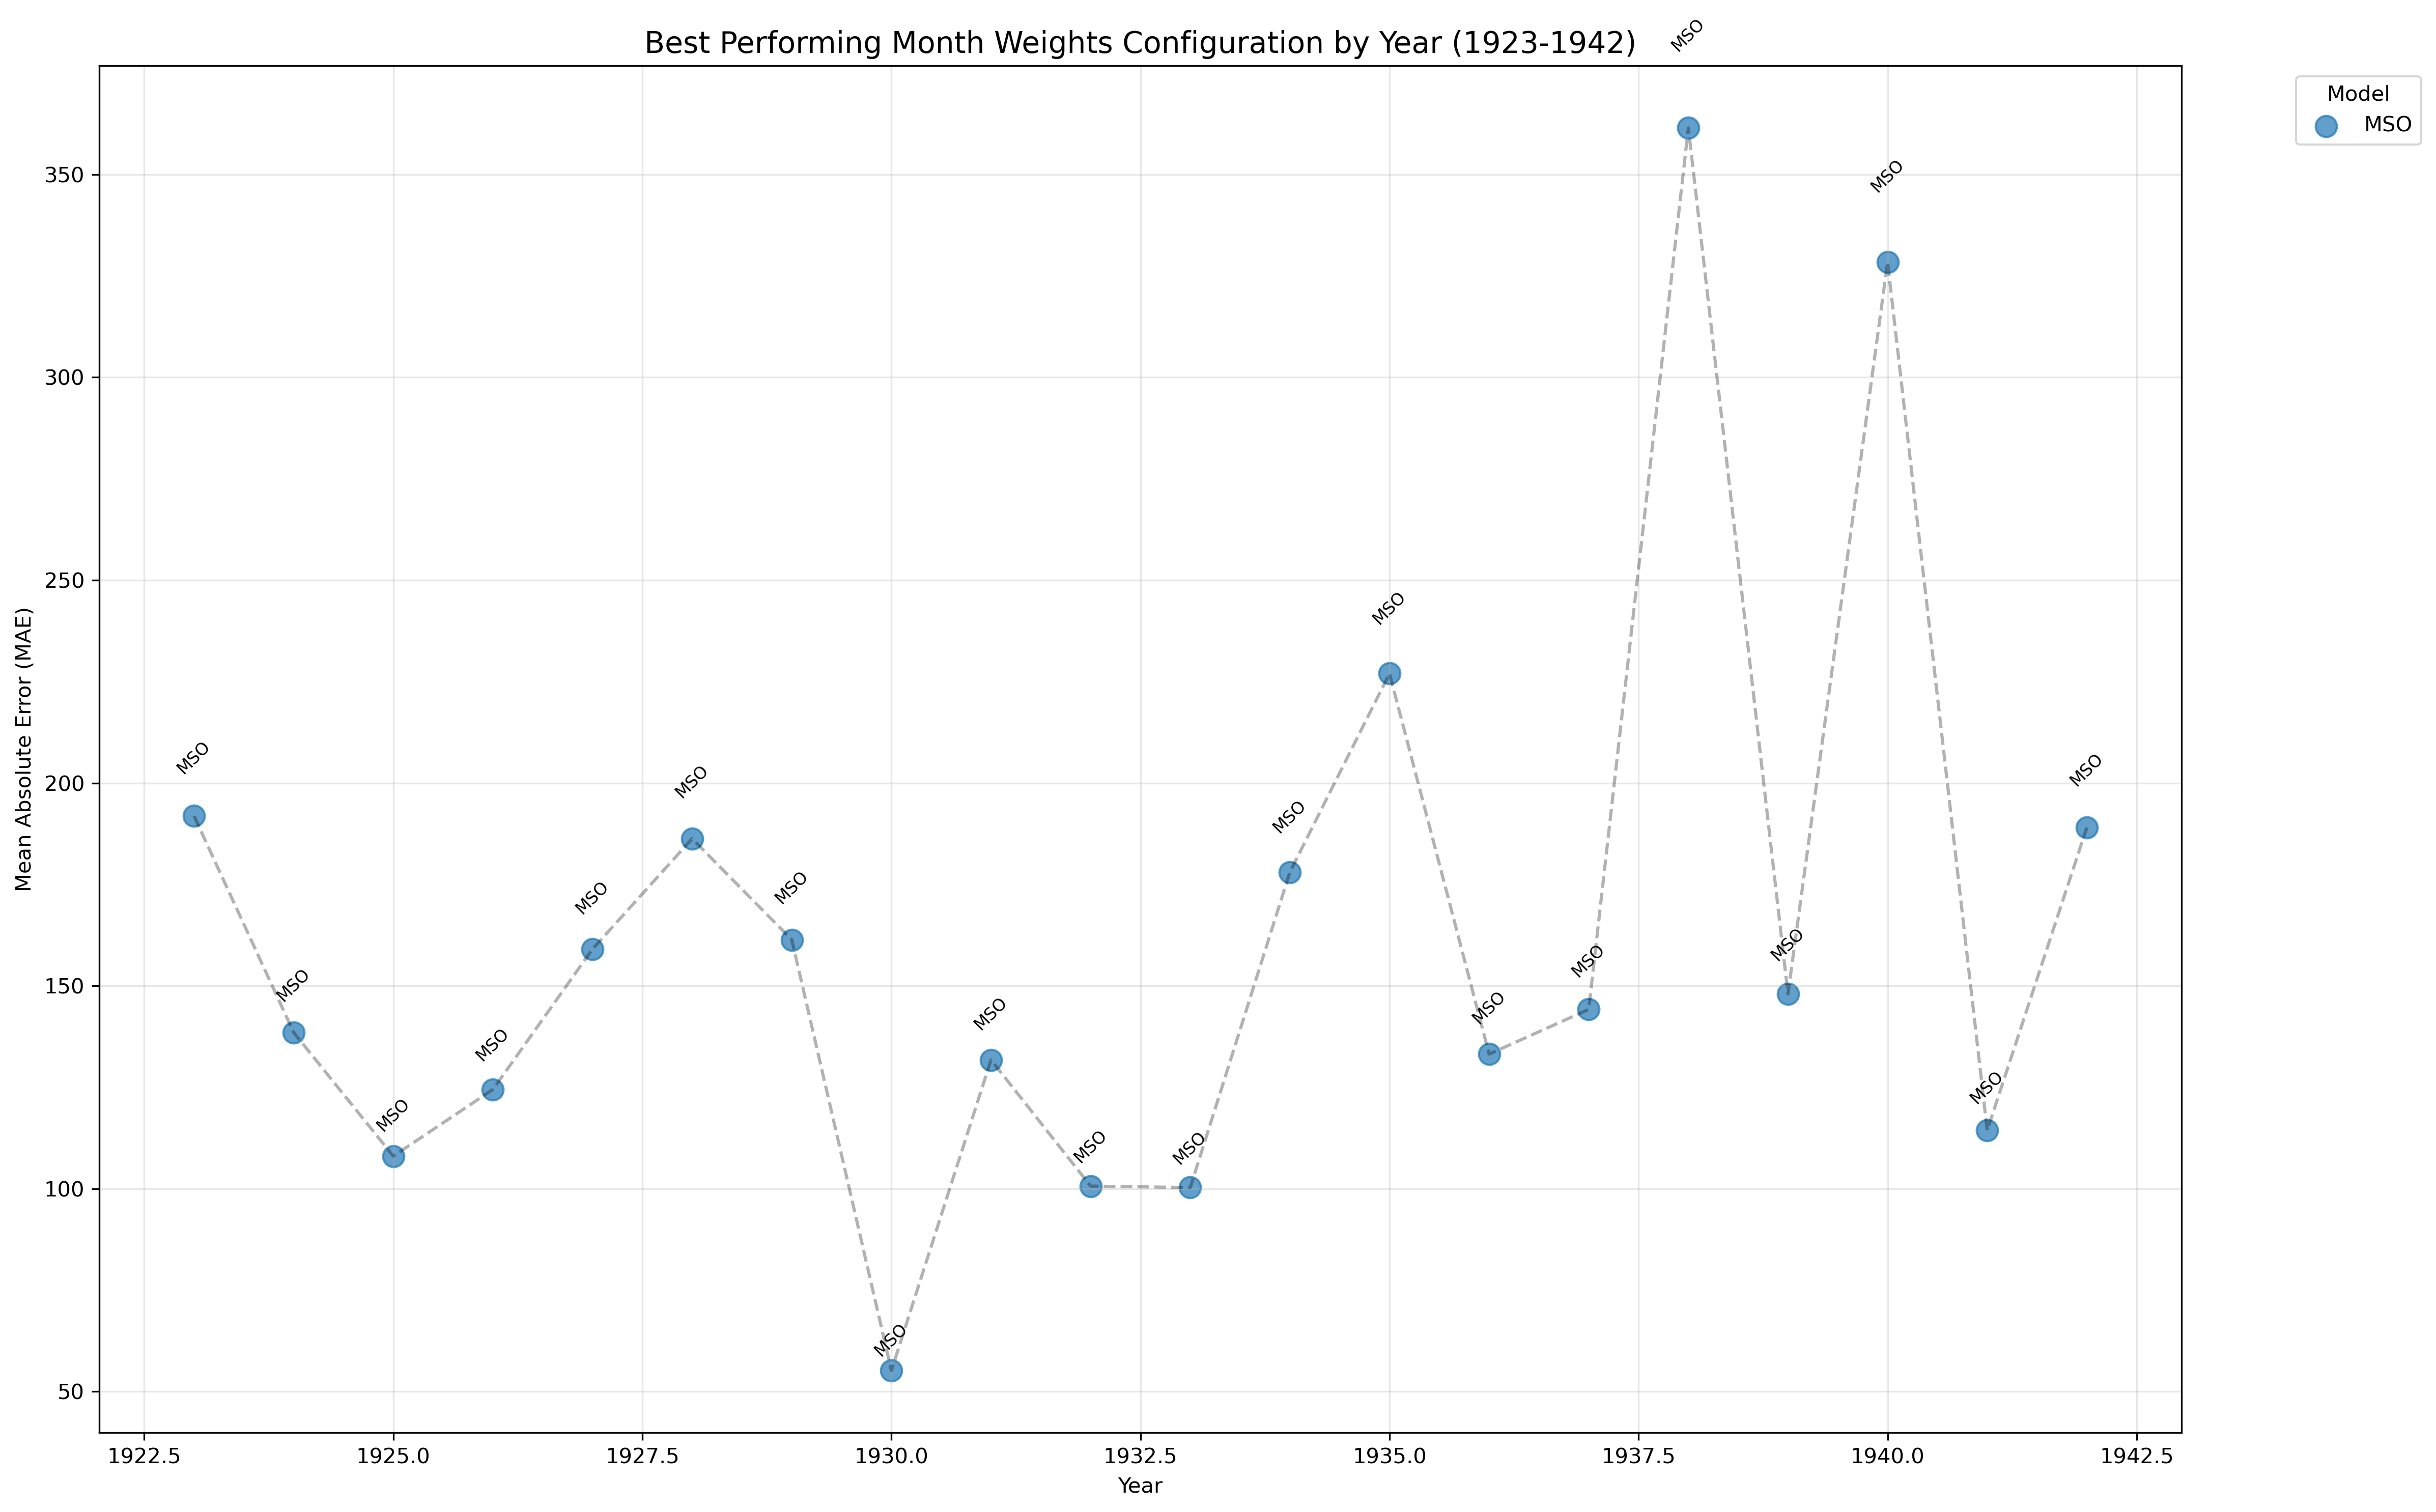 Best Performing Month Weights Configuration by Year (1923-1942)
MSO
Model
MSO
MSO
350
300
250
MSO
Mean Absolute Error (MAE)
MSO
MSO
MSO
200
MSO
MSO
MSO
MSO
150
MSO
MSO
MSO
MSO
MSO
MSO
MSO
MSO
MSO
100
MSO
50
1922.5 1925.0 1927.5 1930.0 1932.5 1935.0 1937.5 1940.0 1942.5
Year